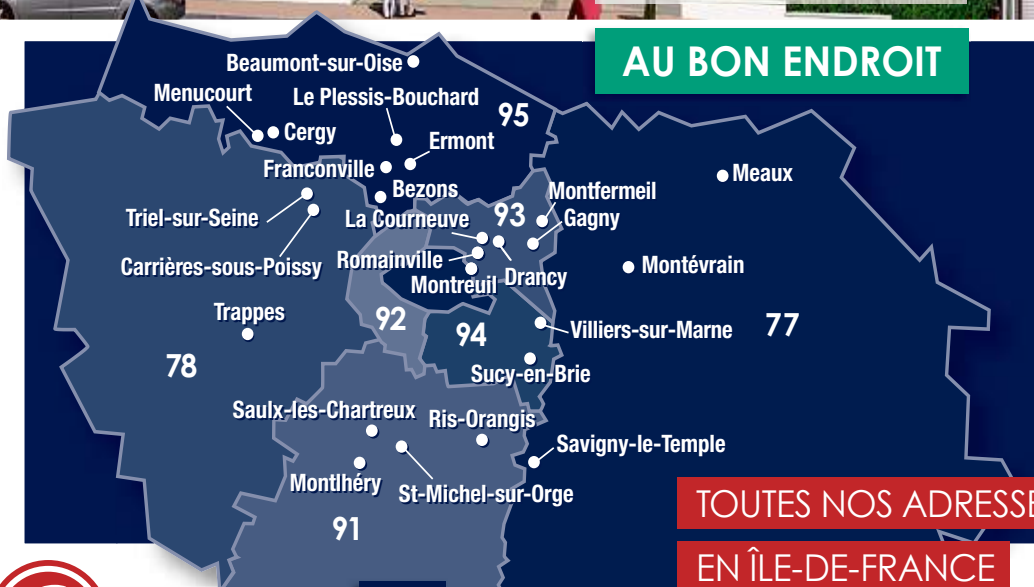 AU BON ENDROIT
Beaumont-sur-Oise
Menucourt
Le Plessis-Bouchard
95
Cergy
Ermont
Franconville
Meaux
Bezons
Montfermeil
Triel-sur-Seine
La Courneuve
93
Gagny
Carrières-sous-Poissy
Romainville
Montévrain
Montreuil
Drancy
Trappes
92
94
Villiers-sur-Marne
77
78
Sucy-en-Brie
Saulx-les-Chartreux
Ris-Orangis
Savigny-le-Temple
Montlhéry
St-Michel-sur-Orge
91
TOUTES NOS ADRESSE
EN ÎLE-DE-FRANCE